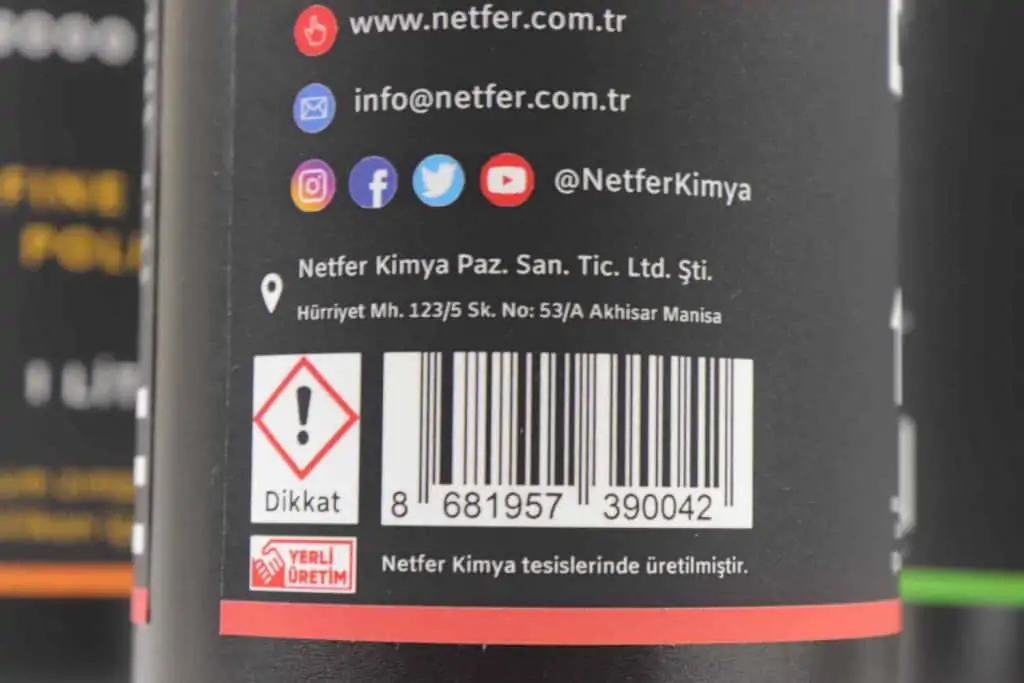 www.netfer.com.tr
info@netfer.com.tr
@NetferKimya
Netfer Kimya Paz. San. Tic. Ltd. Şti.
Hürriyet Mh. 123/5 Sk. No: 53/A Akhisar Manisa
Dikkat
8 681957 390042
YERLİ
ÜRETİM
Netfer Kimya tesislerinde üretilmiştir.
FINE